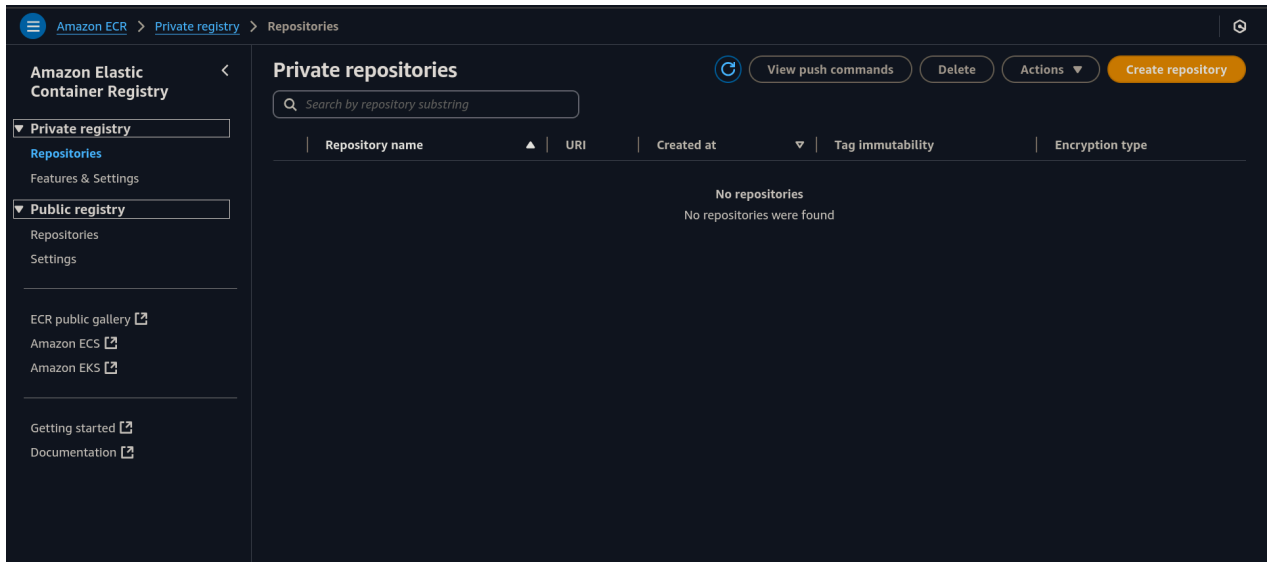 Amazon ECR > Private registry > Repositories
Amazon Elastic
Container Registry
Private registry
Repositories
Features & Settings
Public registry
Repositories
Settings
ECR public gallery
Amazon ECS
Amazon EKS
Getting started
Documentation
Private repositories
View push commands Delete Actions Create repository
Search by repository substring
Repository name URI Created at Tag immutability Encryption type
No repositories
No repositories were found